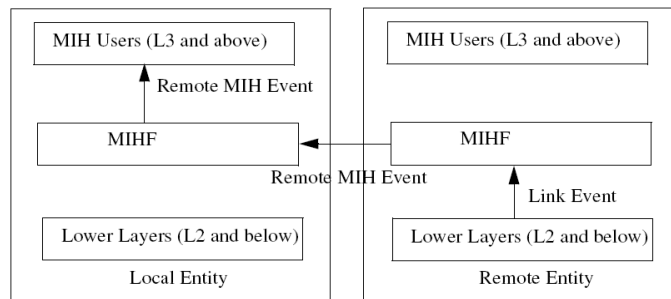 MIH Users (L3 and above)
Remote MIH Event
MIHF
Lower Layers (L2 and below)
Local Entity
Remote MIH Event
MIH Users (L3 and above)
MIHF
Link Event
Lower Layers (L2 and below)
Remote Entity